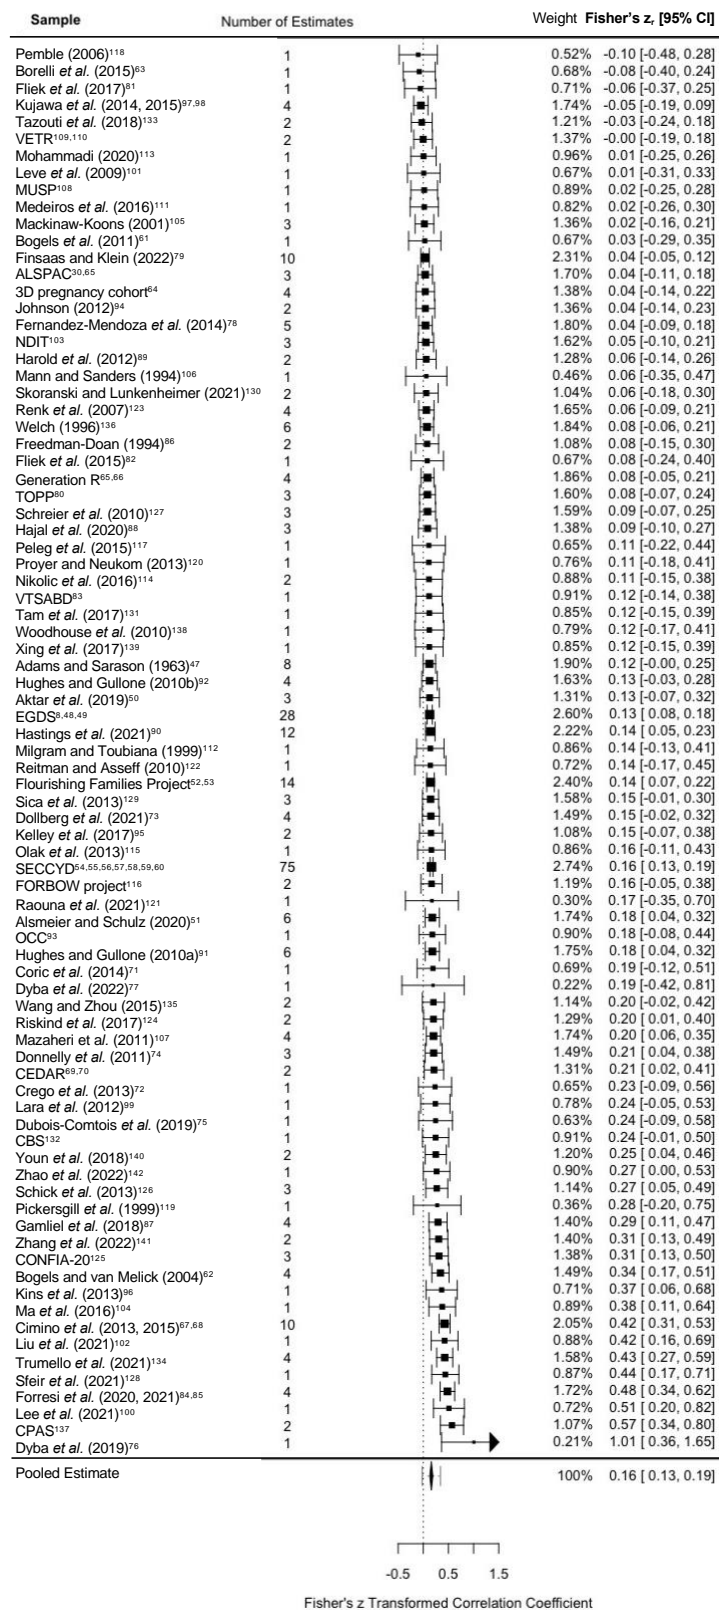 Sample Number of Estimates Weight Fisher's zr [95% CI]
Pemble (2006)118 1 0.52% -0.10 [-0.48, 0.28]
Borelli et al. (2015)63 1 0.68% -0.08 [-0.40, 0.24]
Fliek et al. (2017)81 1 0.71% -0.06 [-0.37, 0.25]
Kujawa et al. (2014, 2015)97,98 4 1.74% -0.05 [-0.19, 0.09]
Tazouti et al. (2018)133 2 1.21% -0.03 [-0.24, 0.18]
VETR109,110 2 1.37% -0.00 [-0.19, 0.18]
Mohammadi (2020)113 1 0.96% 0.01 [-0.25, 0.26]
Leve et al. (2009)101 1 0.67% 0.01 [-0.31, 0.33]
MUSP108 1 0.89% 0.02 [-0.25, 0.28]
Medeiros et al. (2016)111 1 0.82% 0.02 [-0.26, 0.30]
Mackinaw-Koons (2001)105 3 1.36% 0.02 [-0.16, 0.21]
Bogels et al. (2011)61 1 0.67% 0.03 [-0.29, 0.35]
Finsaas and Klein (2022)79 10 2.31% 0.04 [-0.05, 0.12]
ALSPAC30,65 3 1.70% 0.04 [-0.11, 0.18]
3D pregnancy cohort64 4 1.38% 0.04 [-0.14, 0.22]
Johnson (2012)94 2 1.36% 0.04 [-0.14, 0.23]
Fernandez-Mendoza et al. (2014)78 5 1.80% 0.04 [-0.09, 0.18]
NDIT103 3 1.62% 0.05 [-0.10, 0.21]
Harold et al. (2012)89 2 1.28% 0.06 [-0.14, 0.26]
Mann and Sanders (1994)106 1 0.46% 0.06 [-0.35, 0.47]
Skoranski and Lunkenheimer (2021)130 2 1.04% 0.06 [-0.18, 0.30]
Renk et al. (2007)123 4 1.65% 0.06 [-0.09, 0.21]
Welch (1996)136 6 1.84% 0.08 [-0.06, 0.21]
Freedman-Doan (1994)86 2 1.08% 0.08 [-0.15, 0.30]
Fliek et al. (2015)82 1 0.67% 0.08 [-0.24, 0.40]
Generation R65,66 4 1.86% 0.08 [-0.05, 0.21]
TOPP80 3 1.60% 0.08 [-0.07, 0.24]
Schreier et al. (2010)127 3 1.59% 0.09 [-0.07, 0.25]
Hajal et al. (2020)88 3 1.38% 0.09 [-0.10, 0.27]
Peleg et al. (2015)117 1 0.65% 0.11 [-0.22, 0.44]
Proyer and Neukom (2013)120 1 0.76% 0.11 [-0.18, 0.41]
Nikolic et al. (2016)114 2 0.88% 0.11 [-0.15, 0.38]
VTSABD83 1 0.91% 0.12 [-0.14, 0.38]
Tam et al. (2017)131 1 0.85% 0.12 [-0.15, 0.39]
Woodhouse et al. (2010)138 1 0.79% 0.12 [-0.17, 0.41]
Xing et al. (2017)139 1 0.85% 0.12 [-0.15, 0.39]
Adams and Sarason (1963)47 8 1.90% 0.12 [-0.00, 0.25]
Hughes and Gullone (2010b)92 4 1.63% 0.13 [-0.03, 0.28]
Aktar et al. (2019)50 3 1.31% 0.13 [-0.07, 0.32]
EGDS8,48,49 28 2.60% 0.13 [ 0.08, 0.18]
Hastings et al. (2021)90 12 2.22% 0.14 [ 0.05, 0.23]
Milgram and Toubiana (1999)112 1 0.86% 0.14 [-0.13, 0.41]
Reitman and Asseff (2010)122 1 0.72% 0.14 [-0.17, 0.45]
Flourishing Families Project52,53 14 2.40% 0.14 [ 0.07, 0.22]
Sica et al. (2013)129 3 1.58% 0.15 [-0.01, 0.30]
Dollberg et al. (2021)73 4 1.49% 0.15 [-0.02, 0.32]
Kelley et al. (2017)95 2 1.08% 0.15 [-0.07, 0.38]
Olak et al. (2013)115 1 0.86% 0.16 [-0.11, 0.43]
SECCYD54,55,56,57,58,59,60 75 2.74% 0.16 [ 0.13, 0.19]
FORBOW project116 2 1.19% 0.16 [-0.05, 0.38]
Raouna et al. (2021)121 1 0.30% 0.17 [-0.35, 0.70]
Alsmeier and Schulz (2020)51 6 1.74% 0.18 [ 0.04, 0.32]
OCC93 1 0.90% 0.18 [-0.08, 0.44]
Hughes and Gullone (2010a)91 6 1.75% 0.18 [ 0.04, 0.32]
Coric et al. (2014)71 1 0.69% 0.19 [-0.12, 0.51]
Dyba et al. (2022)77 1 0.22% 0.19 [-0.42, 0.81]
Wang and Zhou (2015)135 2 1.14% 0.20 [-0.02, 0.42]
Riskind et al. (2017)124 2 1.29% 0.20 [ 0.01, 0.40]
Mazaheri et al. (2011)107 4 1.74% 0.20 [ 0.06, 0.35]
Donnelly et al. (2011)74 3 1.49% 0.21 [ 0.04, 0.38]
CEDAR69,70 2 1.31% 0.21 [ 0.02, 0.41]
Crego et al. (2013)72 1 0.65% 0.23 [-0.09, 0.56]
Lara et al. (2012)99 1 0.78% 0.24 [-0.05, 0.53]
Dubois-Comtois et al. (2019)75 1 0.63% 0.24 [-0.09, 0.58]
CBS132 1 0.91% 0.24 [-0.01, 0.50]
Youn et al. (2018)140 2 1.20% 0.25 [ 0.04, 0.46]
Zhao et al. (2022)142 1 0.90% 0.27 [ 0.00, 0.53]
Schick et al. (2013)126 3 1.14% 0.27 [ 0.05, 0.49]
Pickersgill et al. (1999)119 1 0.36% 0.28 [-0.20, 0.75]
Gamliel et al. (2018)87 4 1.40% 0.29 [ 0.11, 0.47]
Zhang et al. (2022)141 2 1.40% 0.31 [ 0.13, 0.49]
CONFIA-20125 3 1.38% 0.31 [ 0.13, 0.50]
Bogels and van Melick (2004)62 4 1.49% 0.34 [ 0.17, 0.51]
Kins et al. (2013)96 1 0.71% 0.37 [ 0.06, 0.68]
Ma et al. (2016)104 1 0.89% 0.38 [ 0.11, 0.64]
Cimino et al. (2013, 2015)67,68 10 2.05% 0.42 [ 0.31, 0.53]
Liu et al. (2021)102 1 0.88% 0.42 [ 0.16, 0.69]
Trumello et al. (2021)134 4 1.58% 0.43 [ 0.27, 0.59]
Sfeir et al. (2021)128 1 0.87% 0.44 [ 0.17, 0.71]
Forresi et al. (2020, 2021)84,85 4 1.72% 0.48 [ 0.34, 0.62]
Lee et al. (2021)100 1 0.72% 0.51 [ 0.20, 0.82]
CPAS137 2 1.07% 0.57 [ 0.34, 0.80]
Dyba et al. (2019)76 1 0.21% 1.01 [ 0.36, 1.65]
Pooled Estimate 100% 0.16 [ 0.13, 0.19]
-0.5 0.5 1.5
Fisher's z Transformed Correlation Coefficient